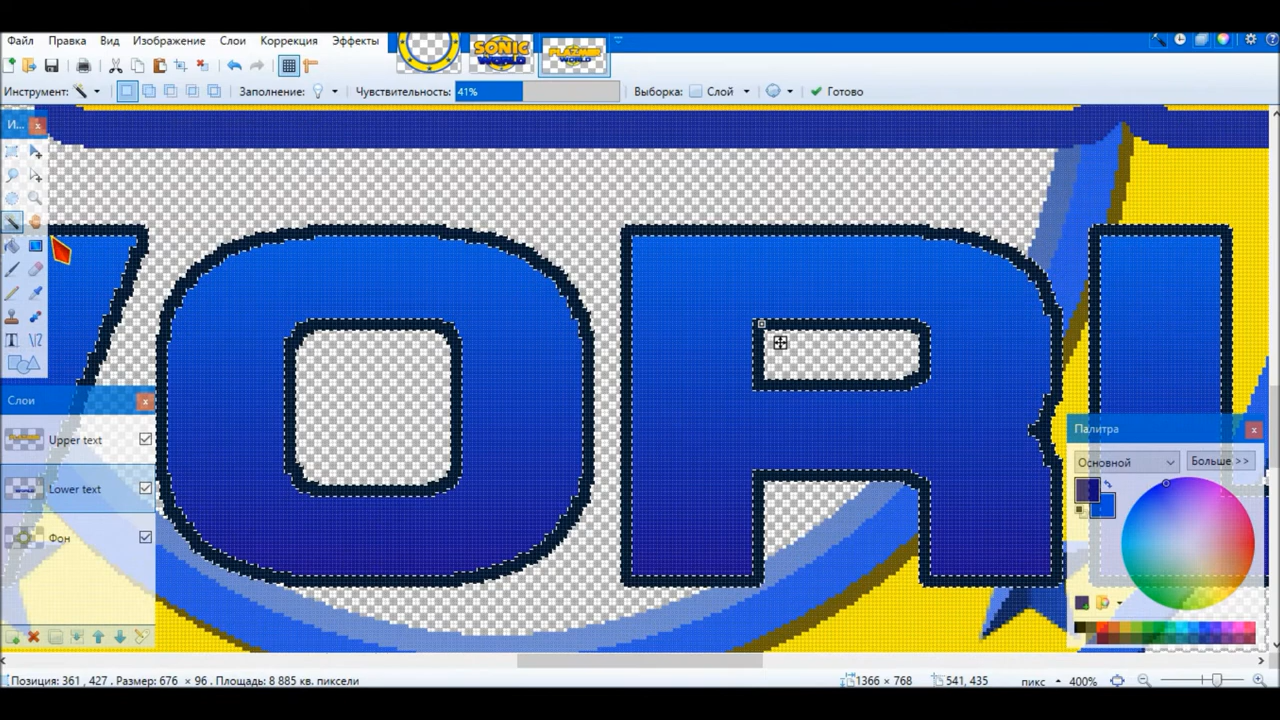 Файл Правка Вид Изображение Слои Коррекция Эффекты
SONIC
WORLD
WORLD
Инструмент: Заполнение: Чувствительность: 41% Выборка: Слой Готово
И...
ORL
Слои
Upper text
Lower text
Фон
Палитра
Основной Больше >>
Позиция: 361 , 427 . Размер: 676 × 96 . Площадь: 8 885 кв. пиксели 1366 × 768 541, 435 пикс 400%